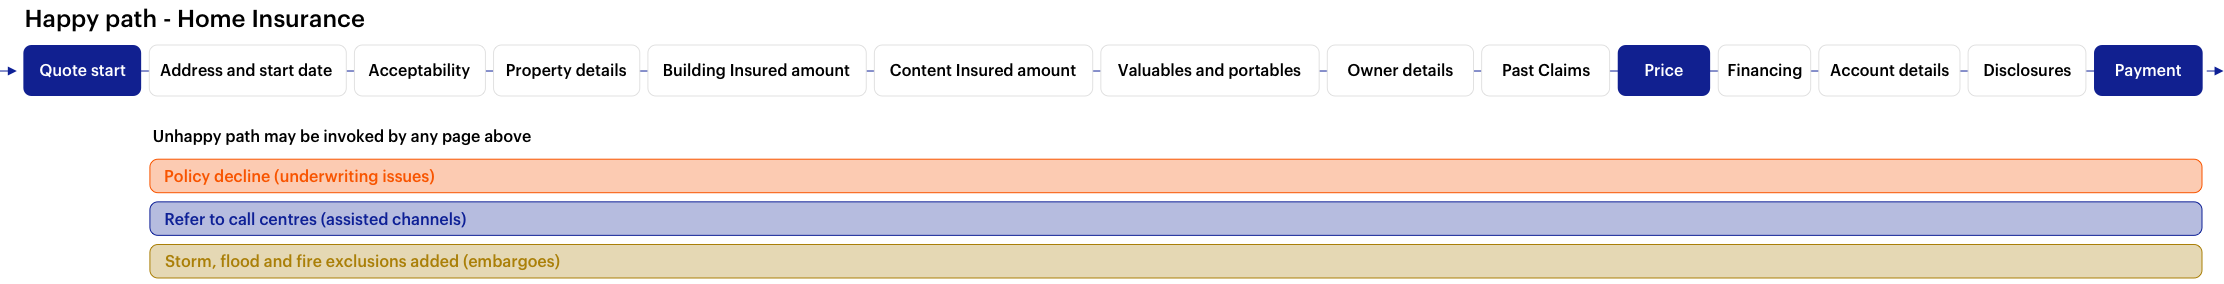 Happy path - Home Insurance
Quote start
Address and start date
Acceptability
Property details
Building Insured amount
Content Insured amount
Valuables and portables
Owner details
Past Claims
Price
Financing
Account details
Disclosures
Payment
Unhappy path may be invoked by any page above
Policy decline (underwriting issues)
Refer to call centres (assisted channels)
Storm, flood and fire exclusions added (embargoes)